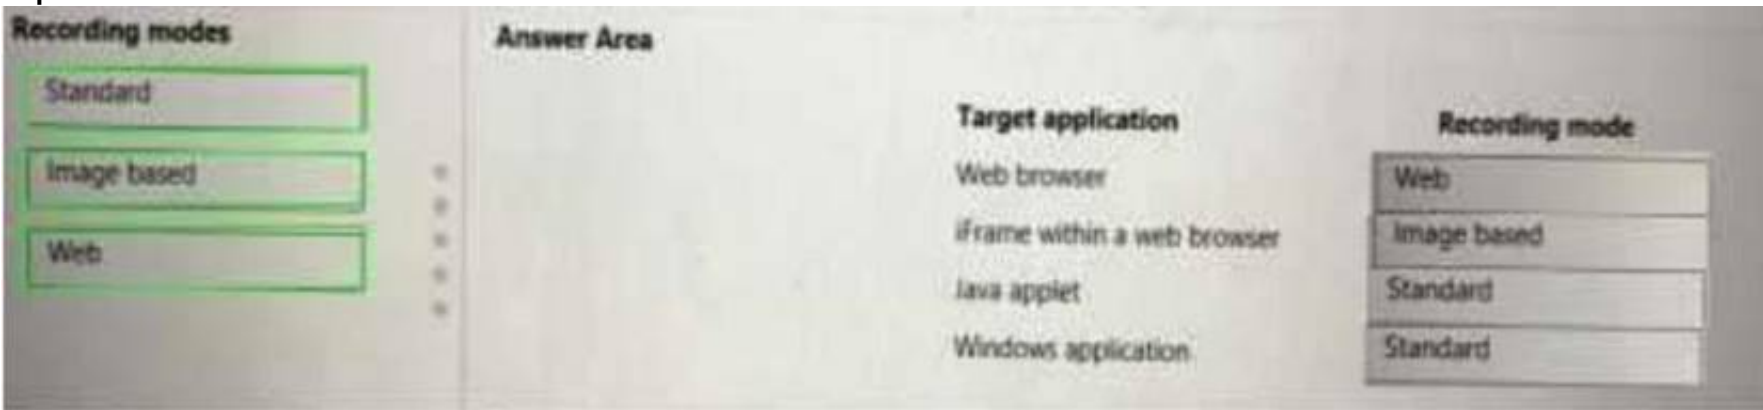 Recording modes
Answer Area
Standard
Image based
Web
Target application Recording mode
Web browser Web
iFrame within a web browser Image based
Java applet Standard
Windows application Standard